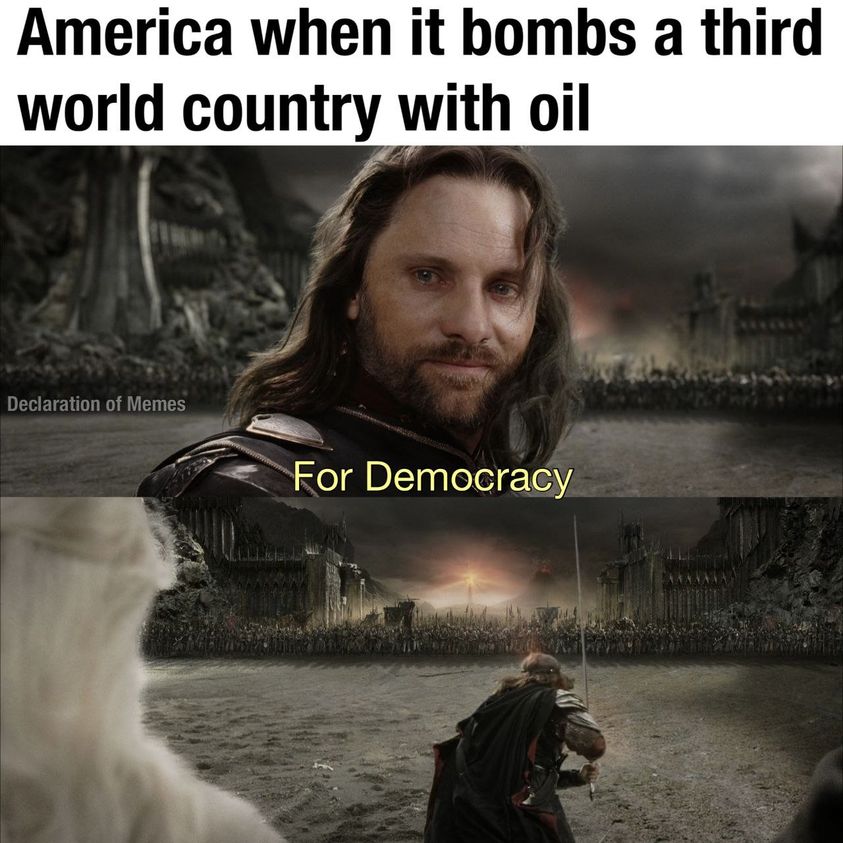 America when it bombs a third
world country with oil
Declaration of Memes
For Democracy